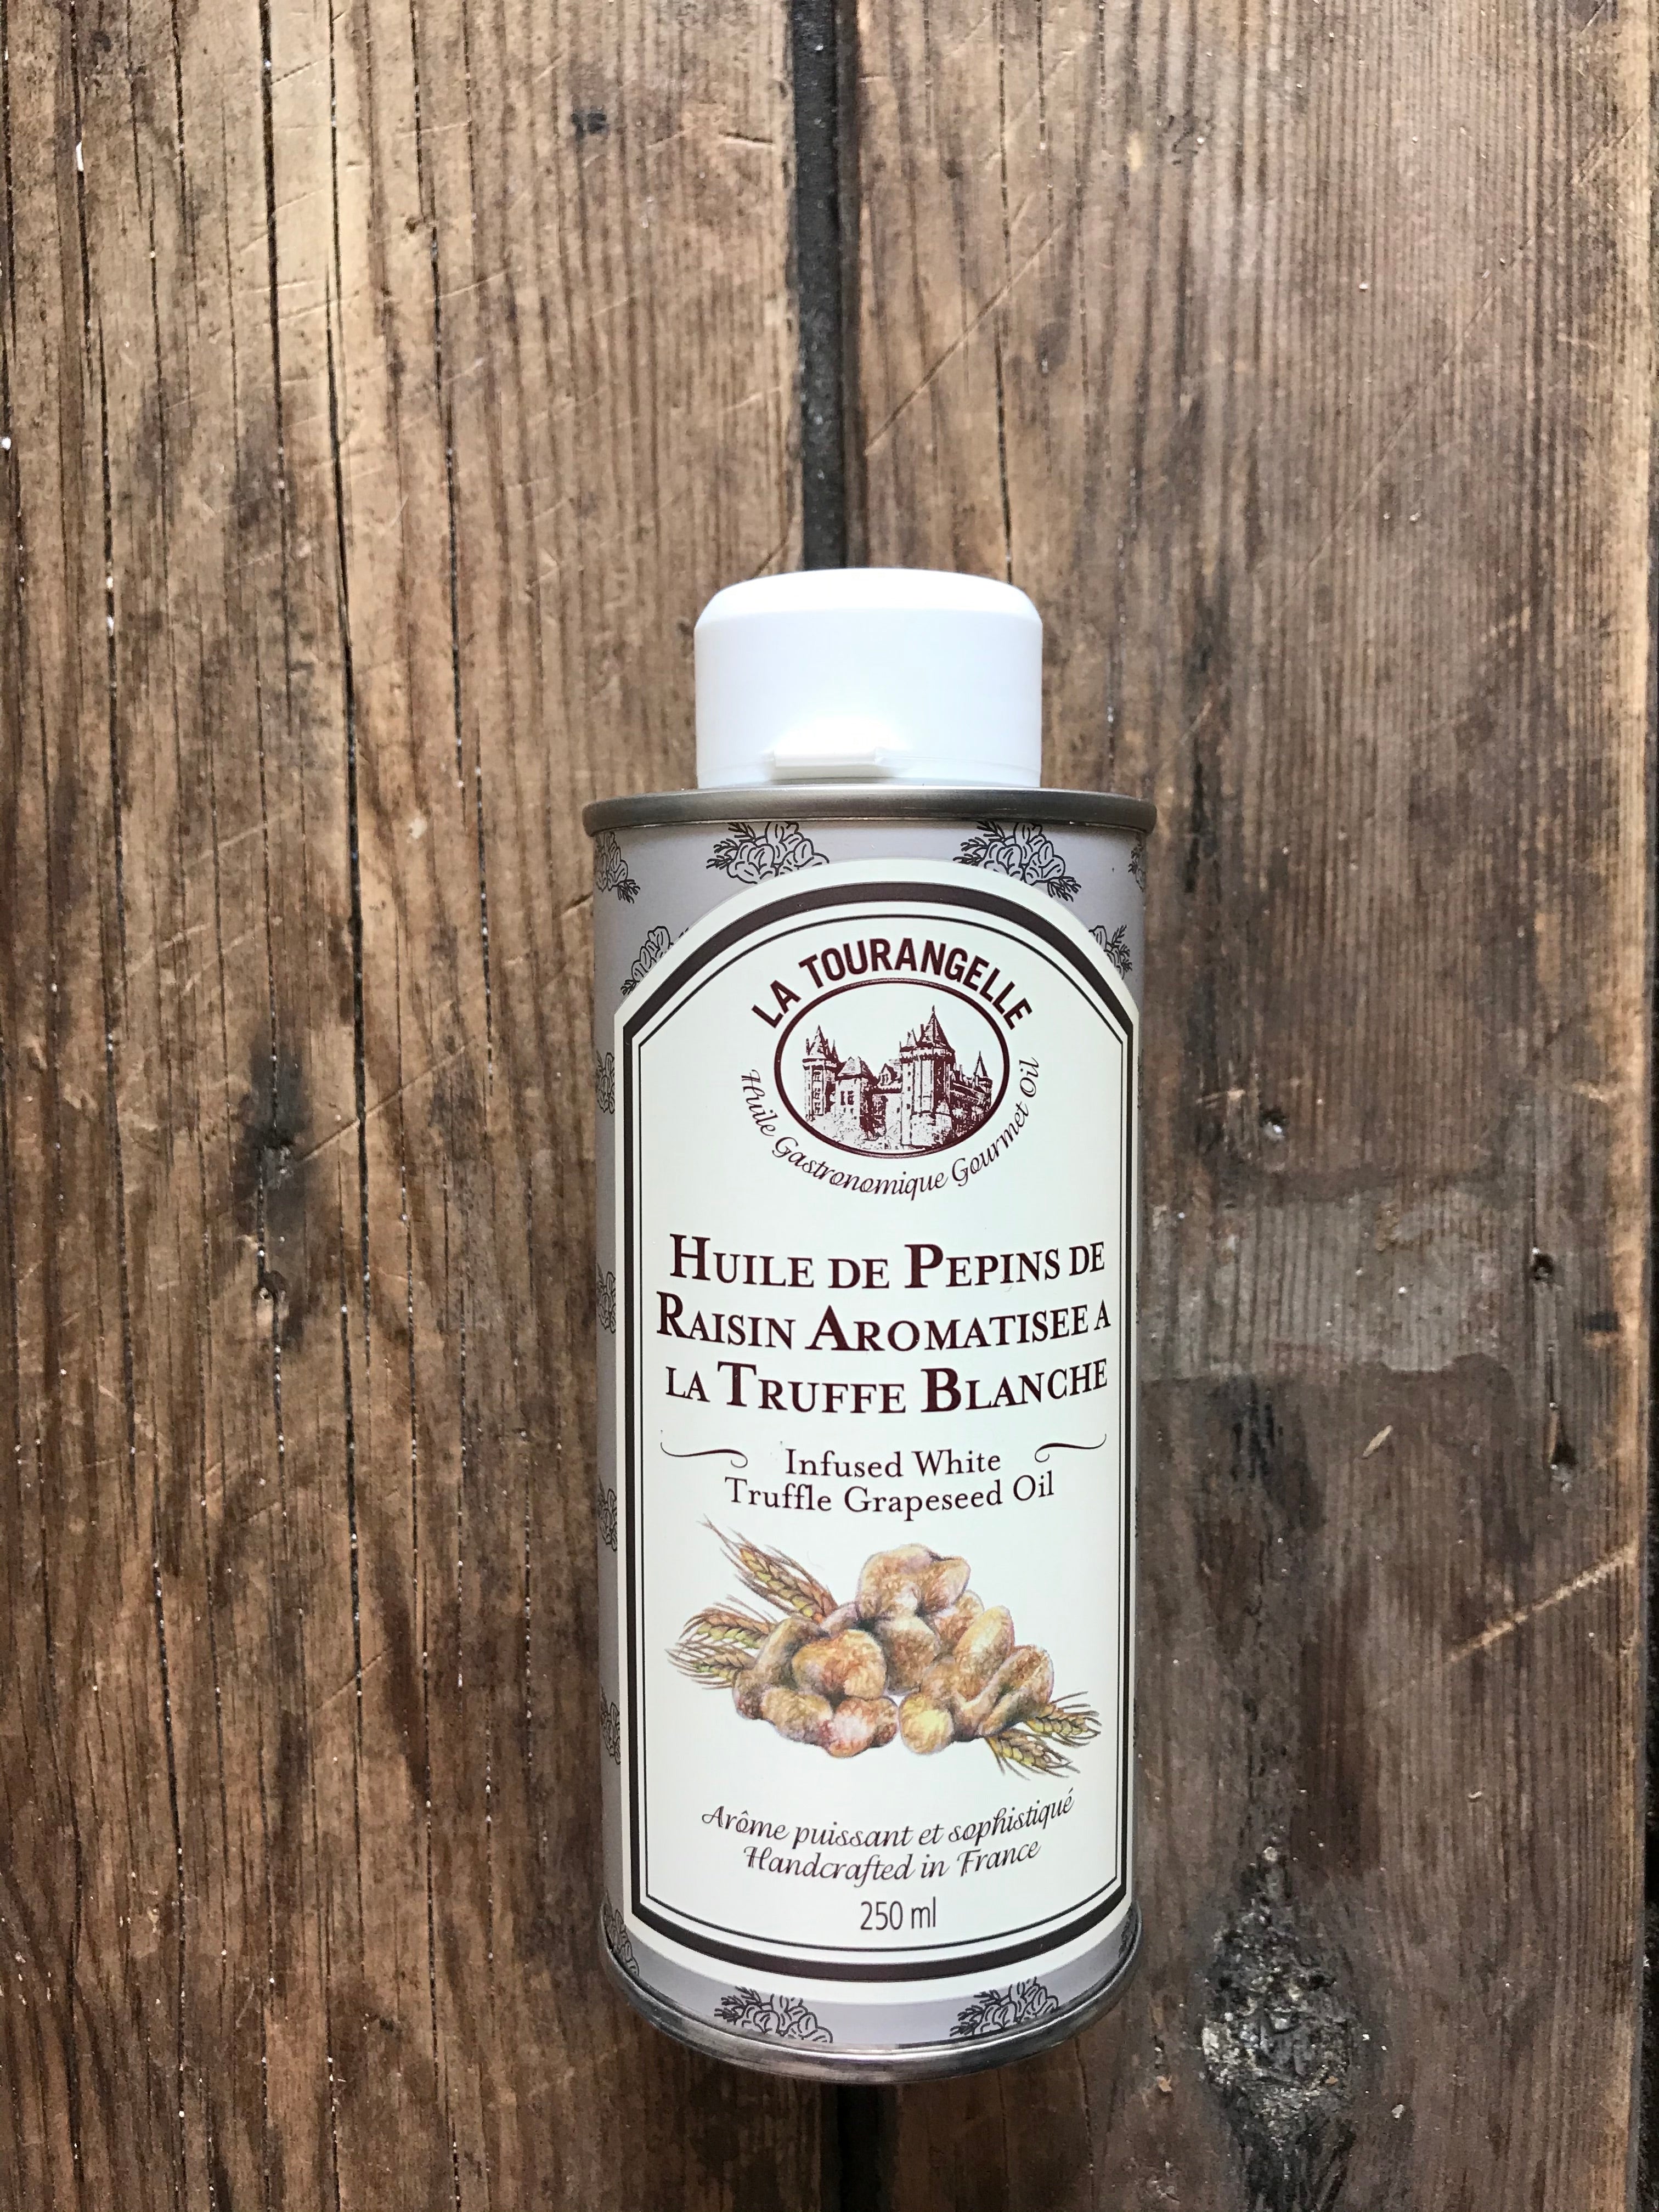 LA TOURANGELLE
Huile Gastronomique Gourmet Oil
HUILE DE PEPINS DE
RAISIN AROMATISEE A
LA TRUFFE BLANCHE
Infused White
Truffle Grapeseed Oil
Arôme puissant et sophistiqué
Handcrafted in France
250 ml